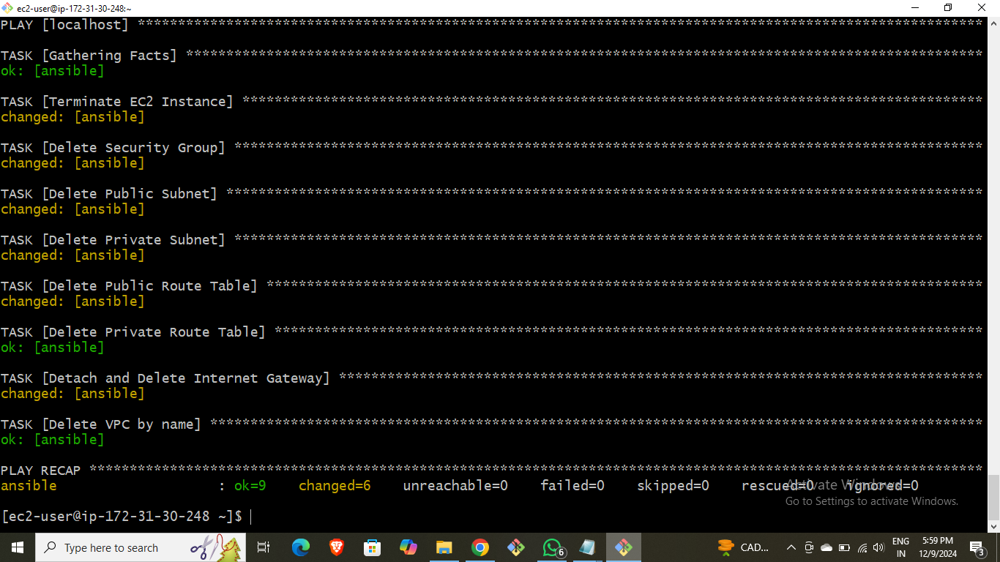 ec2-user@ip-172-31-30-248:~
PLAY [localhost] *********************************************************************************************************
TASK [Gathering Facts] ***************************************************************************************************
ok: [ansible]
TASK [Terminate EC2 Instance] ********************************************************************************************
changed: [ansible]
TASK [Delete Security Group] *********************************************************************************************
changed: [ansible]
TASK [Delete Public Subnet] **********************************************************************************************
changed: [ansible]
TASK [Delete Private Subnet] *********************************************************************************************
changed: [ansible]
TASK [Delete Public Route Table] *****************************************************************************************
changed: [ansible]
TASK [Delete Private Route Table] ****************************************************************************************
ok: [ansible]
TASK [Detach and Delete Internet Gateway] ********************************************************************************
changed: [ansible]
TASK [Delete VPC by name] ************************************************************************************************
ok: [ansible]
PLAY RECAP ***************************************************************************************************************
ansible : ok=9 changed=6 unreachable=0 failed=0 skipped=0 rescued=0 ignored=0
Activate Windows
Go to Settings to activate Windows.
[ec2-user@ip-172-31-30-248 ~]$
Type here to search
6
CAD...
ENG
IN
5:59 PM
12/9/2024
3